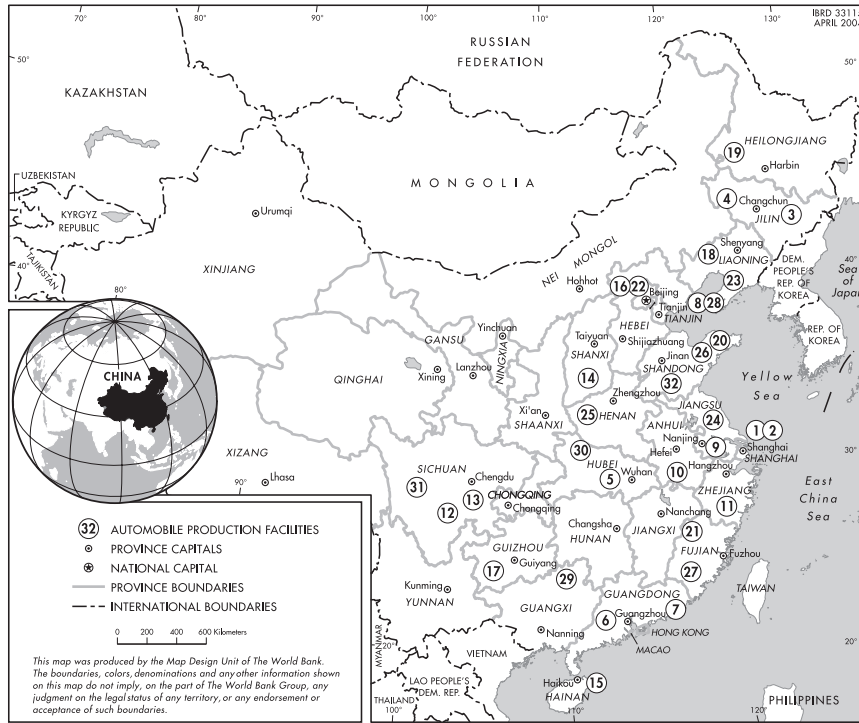 70°
80°
90°
100°
110°
120°
130°
IBRD 33115
APRIL 2004
50°
50°
RUSSIAN
FEDERATION
KAZAKHSTAN
HEILONGJIANG
19
Harbin
MONGOLIA
UZBEKISTAN
KYRGYZ
REPUBLIC
Urumqi
4
Changchun
JILIN
3
TAJIKISTAN
40°
Shenyang
18
LIAONING
40°
DEM.
PEOPLE'S
REP. OF
KOREA
Sea
of
Japan
XINJIANG
NEI MONGOL
Hohhot
16
22
Beijing
23
8
28
Tianjin
TIANJIN
80°
HEBEI
REP. OF
KOREA
Yinchuan
Taiyuan
Shijiazhuang
20
26
GANSU
NINGXIA
SHANXI
Jinan
SHANDONG
CHINA
QINGHAI
Xining
Lanzhou
14
32
Yellow
Sea
Zhengzhou
JIANGSU
Xi'an
SHAANXI
25
HENAN
24
1
2
ANHUI
Nanjing
9
Shanghai
SHANGHAI
30°
XIZANG
30
Hefei
HUBEI
10
Hangzhou
SICHUAN
31
Chengdu
5
Wuhan
ZHEJIANG
East
China
Sea
Lhasa
90°
13
CHONGQING
Chongqing
12
11
Nanchang
Changsha
HUNAN
JIANGXI
21
32 AUTOMOBILE PRODUCTION FACILITIES
PROVINCE CAPITALS
NATIONAL CAPITAL
PROVINCE BOUNDARIES
INTERNATIONAL BOUNDARIES
GUIZHOU
17
Guiyang
FUJIAN
Fuzhou
27
29
Kunming
YUNNAN
GUANGDONG
TAIWAN
GUANGXI
6
Guangzhou
7
0 200 400 600 Kilometers
Nanning
HONG KONG
MACAO
20°
MYANMAR
VIETNAM
This map was produced by the Map Design Unit of The World Bank.
The boundaries, colors, denominations and any other information shown
on this map do not imply, on the part of The World Bank Group, any
judgment on the legal status of any territory, or any endorsement or
acceptance of such boundaries.
LAO PEOPLE'S
DEM. REP.
Haikou
15
HAINAN
THAILAND
100°
110°
120°
PHILIPPINES